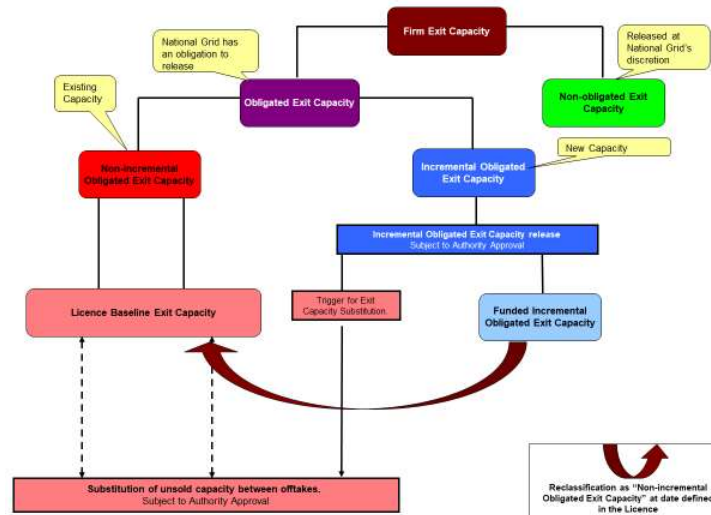 Firm Exit Capacity
National Grid has
an obligation to
release
Released at
National Grid's
discretion
Existing
Capacity
Obligated Exit Capacity
Non-obligated Exit
Capacity
New Capacity
Non-incremental
Obligated Exit Capacity
Incremental Obligated
Exit Capacity
Incremental Obligated Exit Capacity release
Subject to Authority Approval
Licence Baseline Exit Capacity
Trigger for Exit
Capacity Substitution.
Funded Incremental
Obligated Exit Capacity
Substitution of unsold capacity between offtakes.
Subject to Authority Approval
Reclassification as "Non-incremental
Obligated Exit Capacity" at date defined
in the Licence